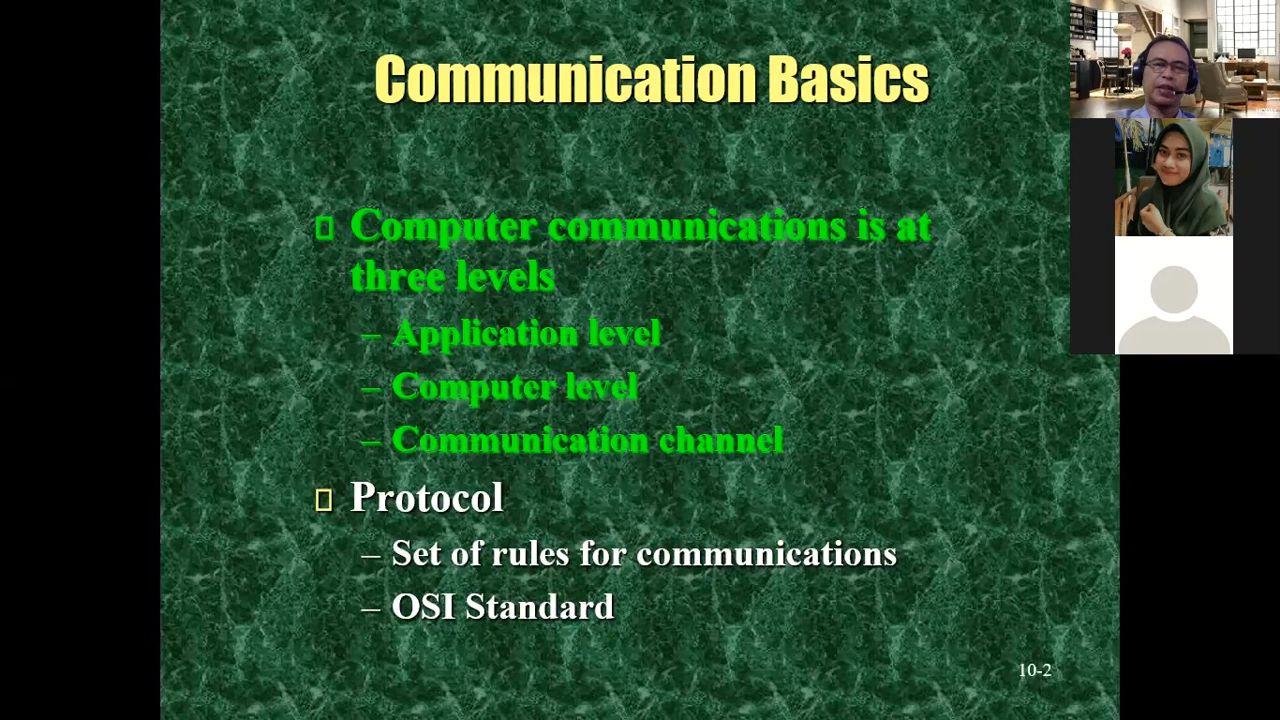 Communication Basics
Computer communications is at
three levels
– Application level
– Computer level
– Communication channel
Protocol
– Set of rules for communications
– OSI Standard
10-2